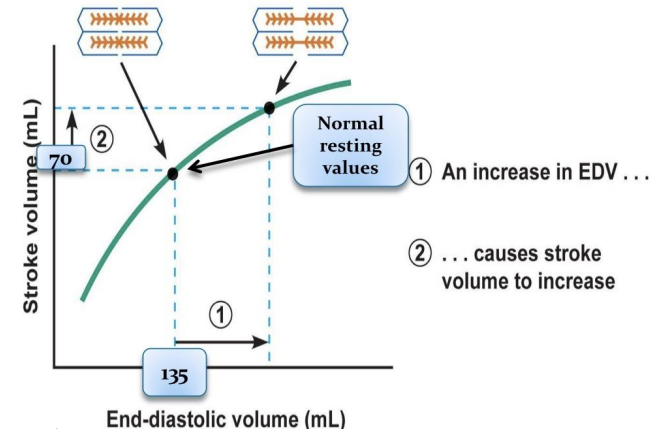 Stroke volume (mL)
②
70
Normal
resting
values
① An increase in EDV . . .
② . . . causes stroke
volume to increase
①
135
End-diastolic volume (mL)